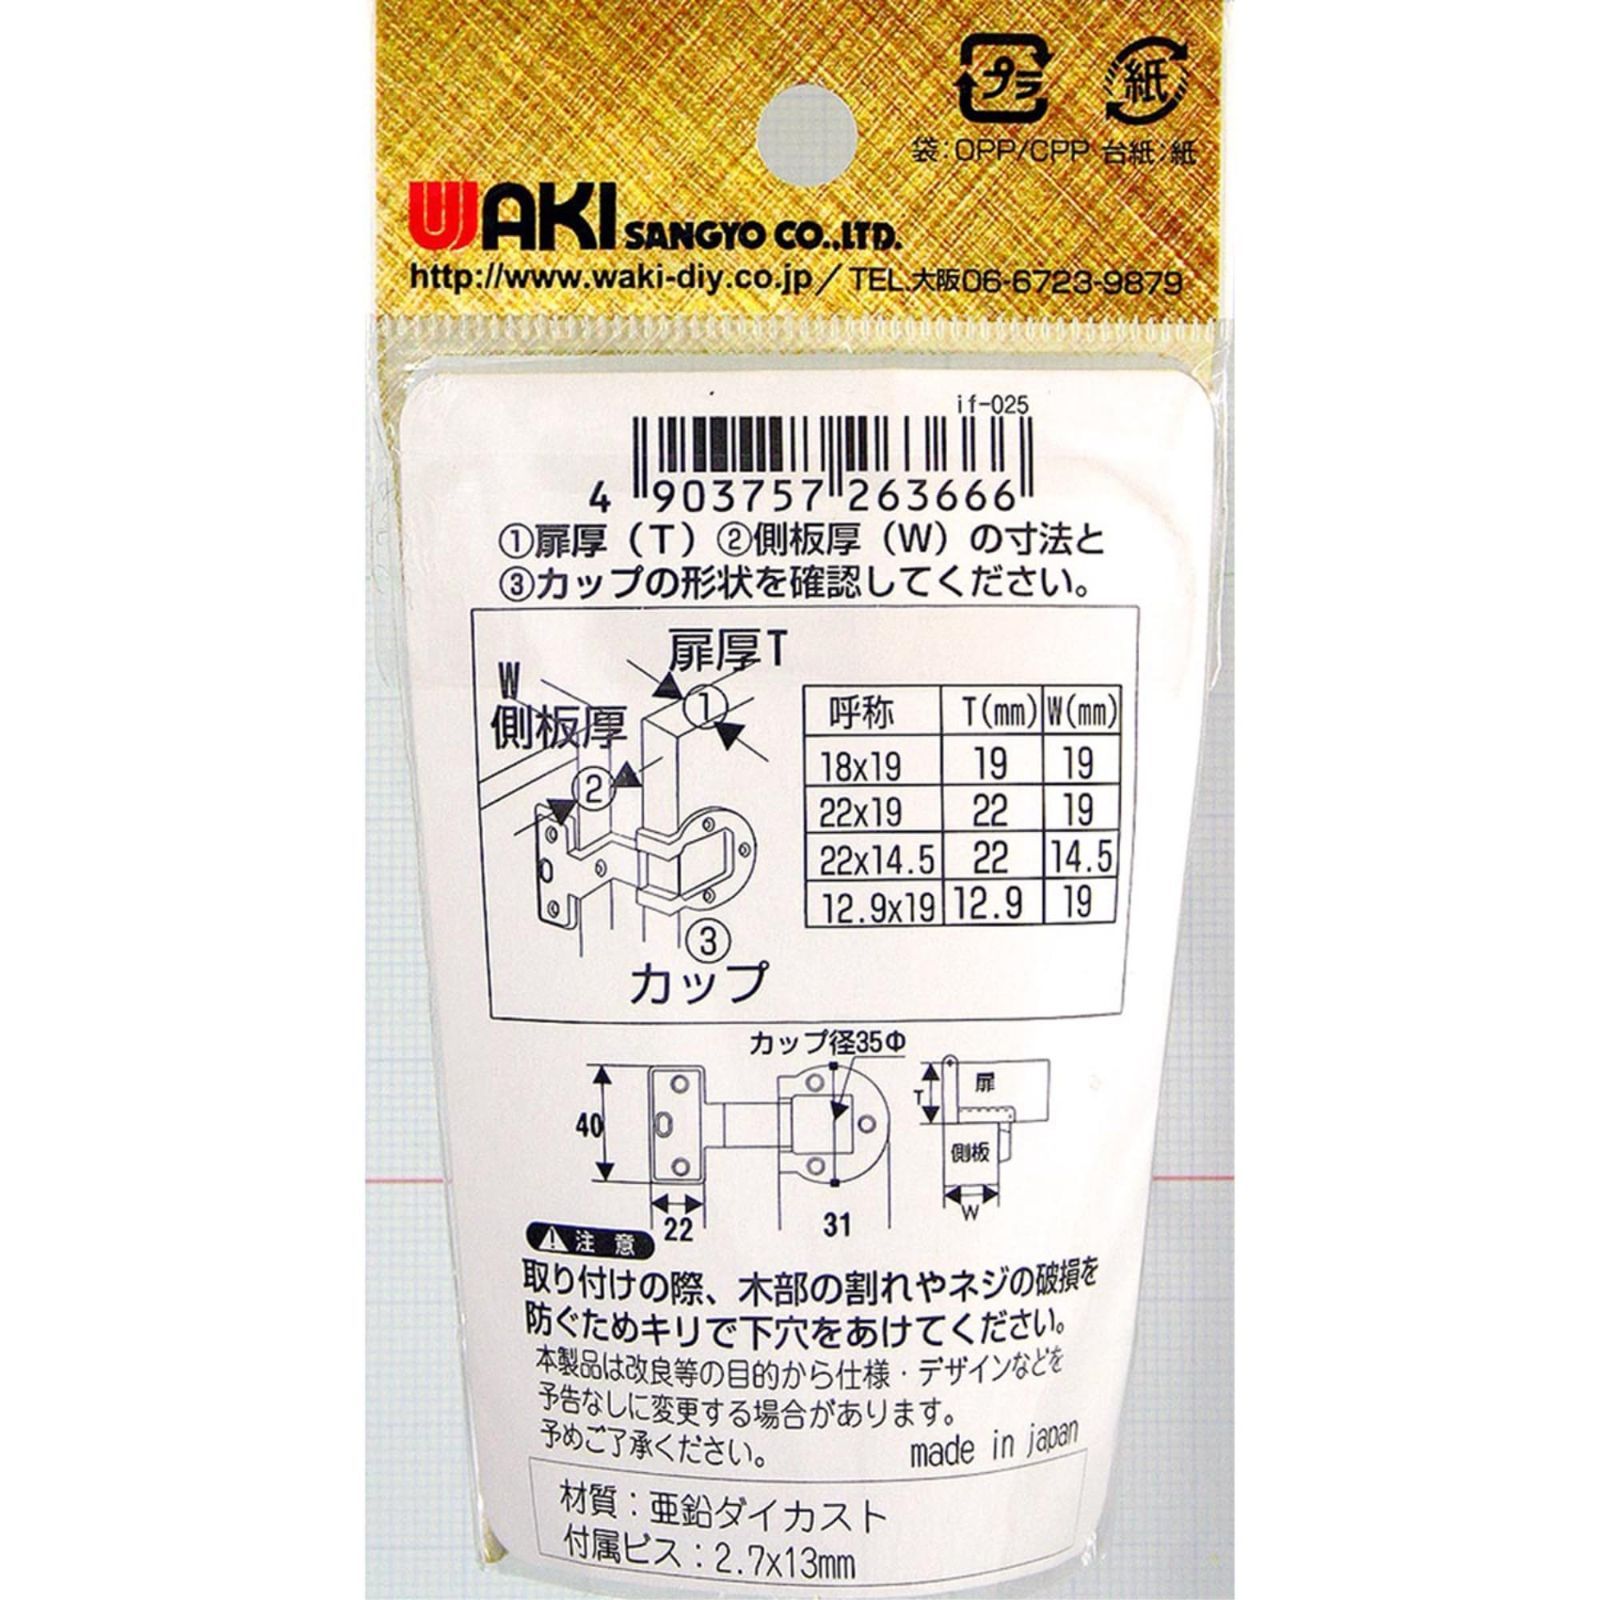 プラ 紙
袋:OPP/CPP 台紙:紙
WAKI SANGYO CO.,LTD.
http://www.waki-diy.co.jp/TEL.大阪06-6723-9879
if-025
4 903757 263666
①扉厚(T)②側板厚(W)の寸法と
③カップの形状を確認してください。
扉厚T
W
側板厚
①
②
③
カップ
呼称 T(mm) W(mm)
18x19 19 19
22x19 22 19
22x14.5 22 14.5
12.9x19 12.9 19
カップ径35Φ
40
22
31
T
扉
側板
W
注意
取り付けの際、木部の割れやネジの破損を
防ぐためキリで下穴をあけてください。
本製品は改良等の目的から仕様・デザインなどを
予告なしに変更する場合があります。
予めご了承ください。
made in japan
材質:亜鉛ダイカスト
付属ビス:2.7x13mm